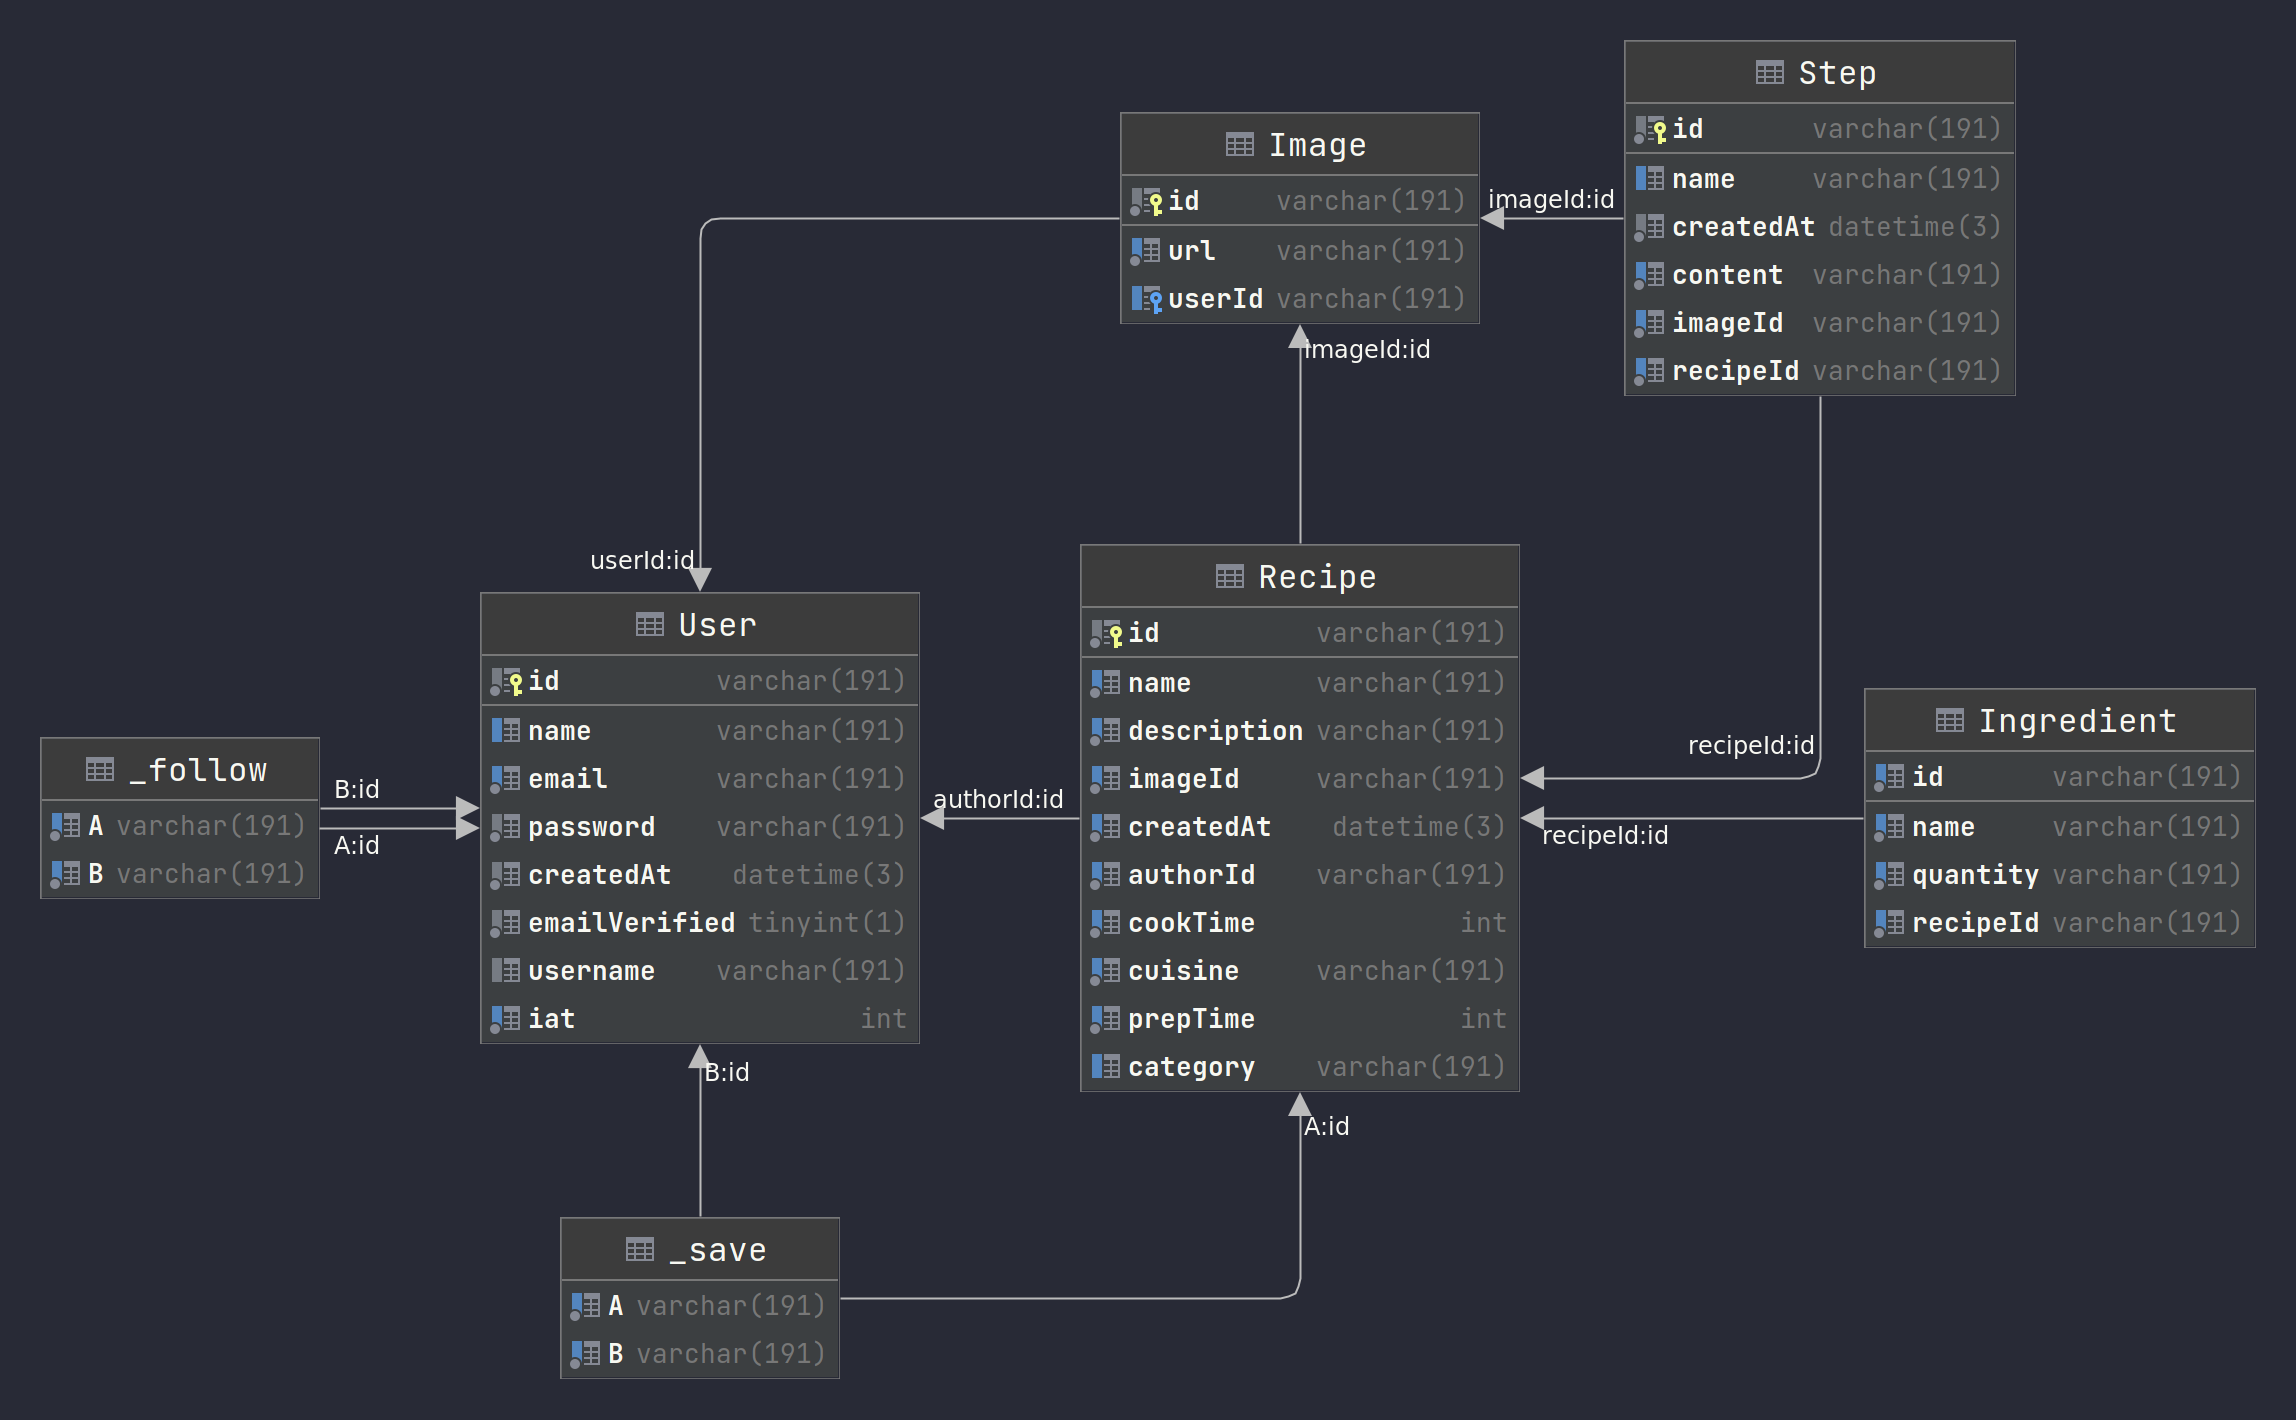 Step
id varchar(191)
name varchar(191)
createdAt datetime(3)
content varchar(191)
imageId varchar(191)
recipeId varchar(191)
Image
id varchar(191)
url varchar(191)
userId varchar(191)
imageId:id
imageId:id
userId:id
User
id varchar(191)
name varchar(191)
email varchar(191)
password varchar(191)
createdAt datetime(3)
emailVerified tinyint(1)
username varchar(191)
iat int
Recipe
id varchar(191)
name varchar(191)
description varchar(191)
imageId varchar(191)
createdAt datetime(3)
authorId varchar(191)
cookTime int
cuisine varchar(191)
prepTime int
category varchar(191)
recipeId:id
recipeId:id
Ingredient
id varchar(191)
name varchar(191)
quantity varchar(191)
recipeId varchar(191)
_follow
A varchar(191)
B varchar(191)
B:id
A:id
authorId:id
B:id
A:id
_save
A varchar(191)
B varchar(191)